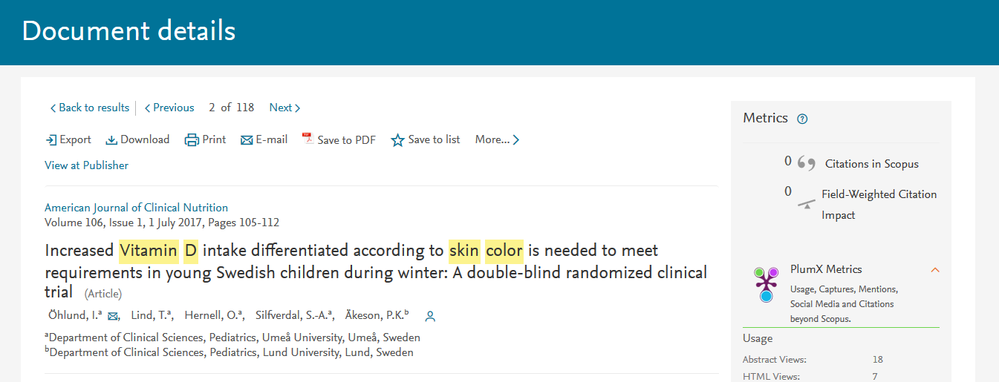 Document details
Back to results
Previous
2 of 118
Next
Export
Download
Print
E-mail
Save to PDF
Save to list
More...
View at Publisher
American Journal of Clinical Nutrition
Volume 106, Issue 1, 1 July 2017, Pages 105-112
Increased Vitamin D intake differentiated according to skin color is needed to meet
requirements in young Swedish children during winter: A double-blind randomized clinical
trial (Article)
Öhlund, I.a, Lind, T.a, Hernell, O.a, Silfverdal, S.-A.a, Åkeson, P.K.b
aDepartment of Clinical Sciences, Pediatrics, Umeå University, Umeå, Sweden
bDepartment of Clinical Sciences, Pediatrics, Lund University, Lund, Sweden
Metrics ?
0 Citations in Scopus
0 Field-Weighted Citation
Impact
PlumX Metrics
Usage, Captures, Mentions,
Social Media and Citations
beyond Scopus.
Usage
Abstract Views: 18
HTML Views: 7